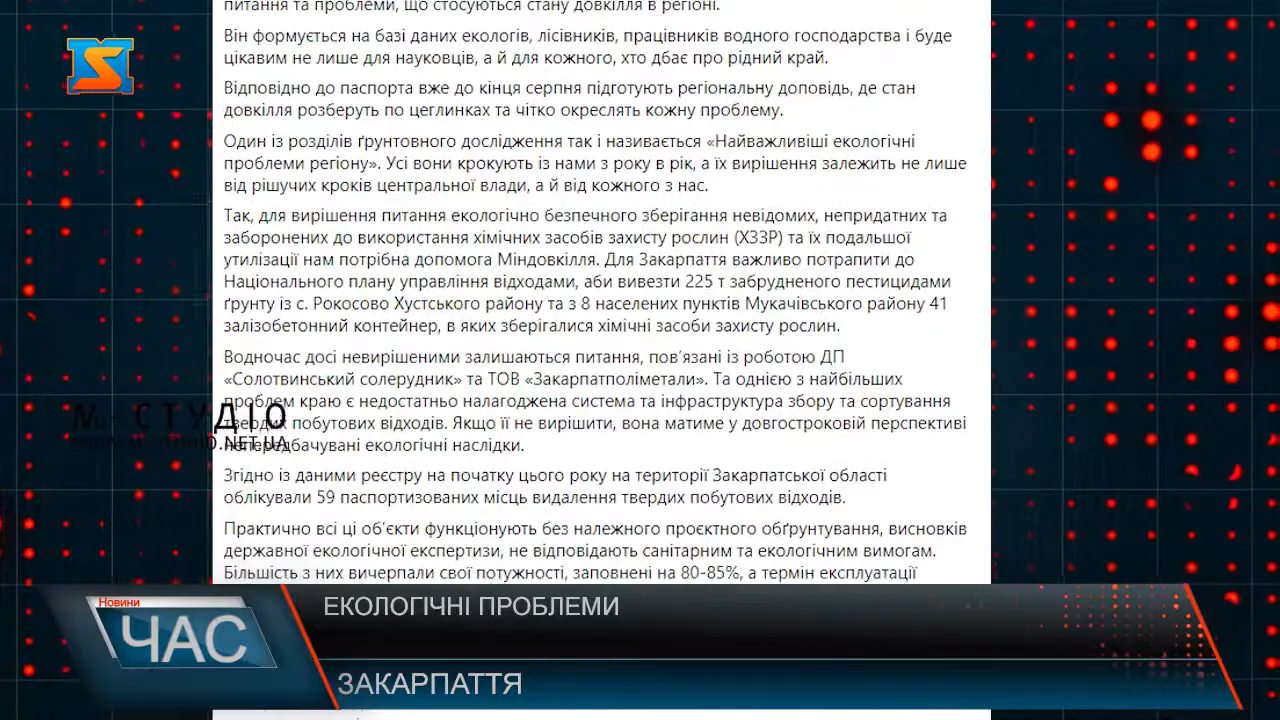 питання та проблеми, що стосуються стану довкілля в регіоні.
Він формується на базі даних екологів, лісівників, працівників водного господарства і буде
цікавим не лише для науковців, а й для кожного, хто дбає про рідний край.
Відповідно до паспорта вже до кінця серпня підготують регіональну доповідь, де стан
довкілля розберуть по цеглинках та чітко окреслять кожну проблему.
Один із розділів ґрунтовного дослідження так і називається «Найважливіші екологічні
проблеми регіону». Усі вони крокують із нами з року в рік, а їх вирішення залежить не лише
від рішучих кроків центральної влади, а й від кожного з нас.
Так, для вирішення питання екологічно безпечного зберігання невідомих, непридатних та
заборонених до використання хімічних засобів захисту рослин (ХЗЗР) та їх подальшої
утилізації нам потрібна допомога Міндовкілля. Для Закарпаття важливо потрапити до
Національного плану управління відходами, аби вивезти 225 т забрудненого пестицидами
ґрунту із с. Рокосово Хустського району та з 8 населених пунктів Мукачівського району 41
залізобетонний контейнер, в яких зберігалися хімічні засоби захисту рослин.
Водночас досі невирішеними залишаються питання, пов’язані із роботою ДП
«Солотвинський солерудник» та ТОВ «Закарпатполіметали». Та однією з найбільших
проблем краю є недостатньо налагоджена система та інфраструктура збору та сортування
твердих побутових відходів. Якщо її не вирішити, вона матиме у довгостроковій перспективі
непередбачувані екологічні наслідки.
Згідно із даними реєстру на початку цього року на території Закарпатської області
облікували 59 паспортизованих місць видалення твердих побутових відходів.
Практично всі ці об’єкти функціонують без належного проєктного обґрунтування, висновків
державної екологічної експертизи, не відповідають санітарним та екологічним вимогам.
Більшість з них вичерпали свої потужності, заповнені на 80-85%, а термін експлуатації
М - СТУДІО
.NET.UA
Новини
ЧАС
ЕКОЛОГІЧНІ ПРОБЛЕМИ
ЗАКАРПАТТЯ